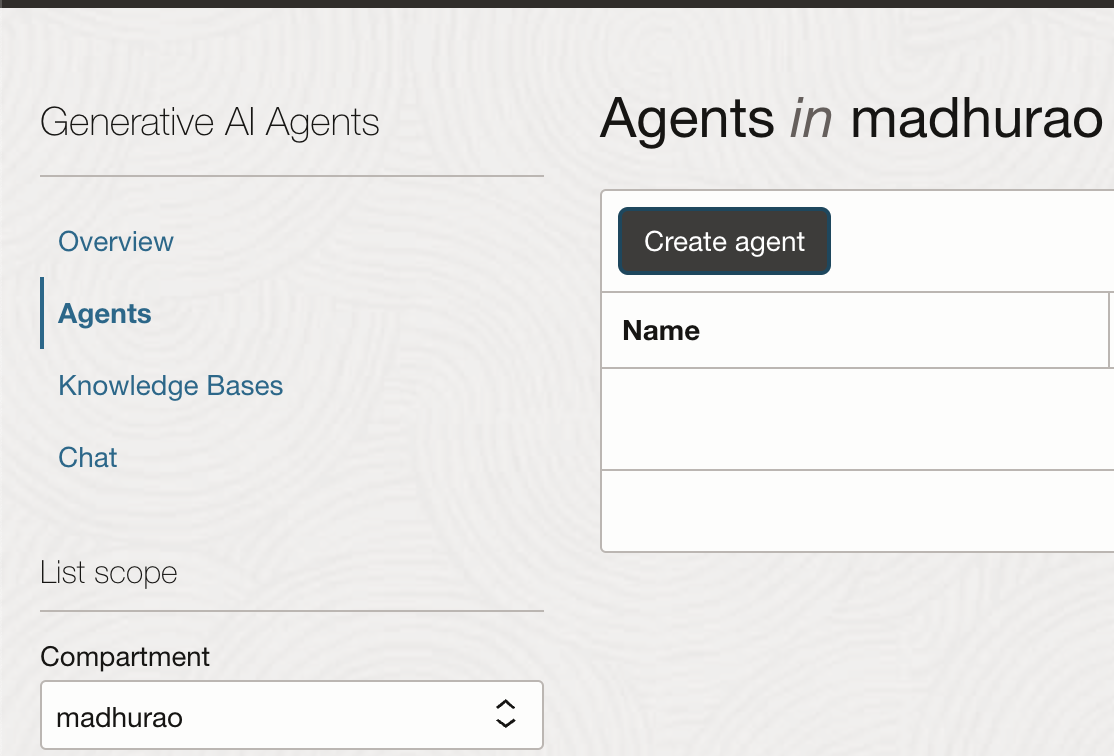 Generative AI Agents
Overview
Agents
Knowledge Bases
Chat
List scope
Compartment
madhurao
Agents in madhurao
Create agent
Name